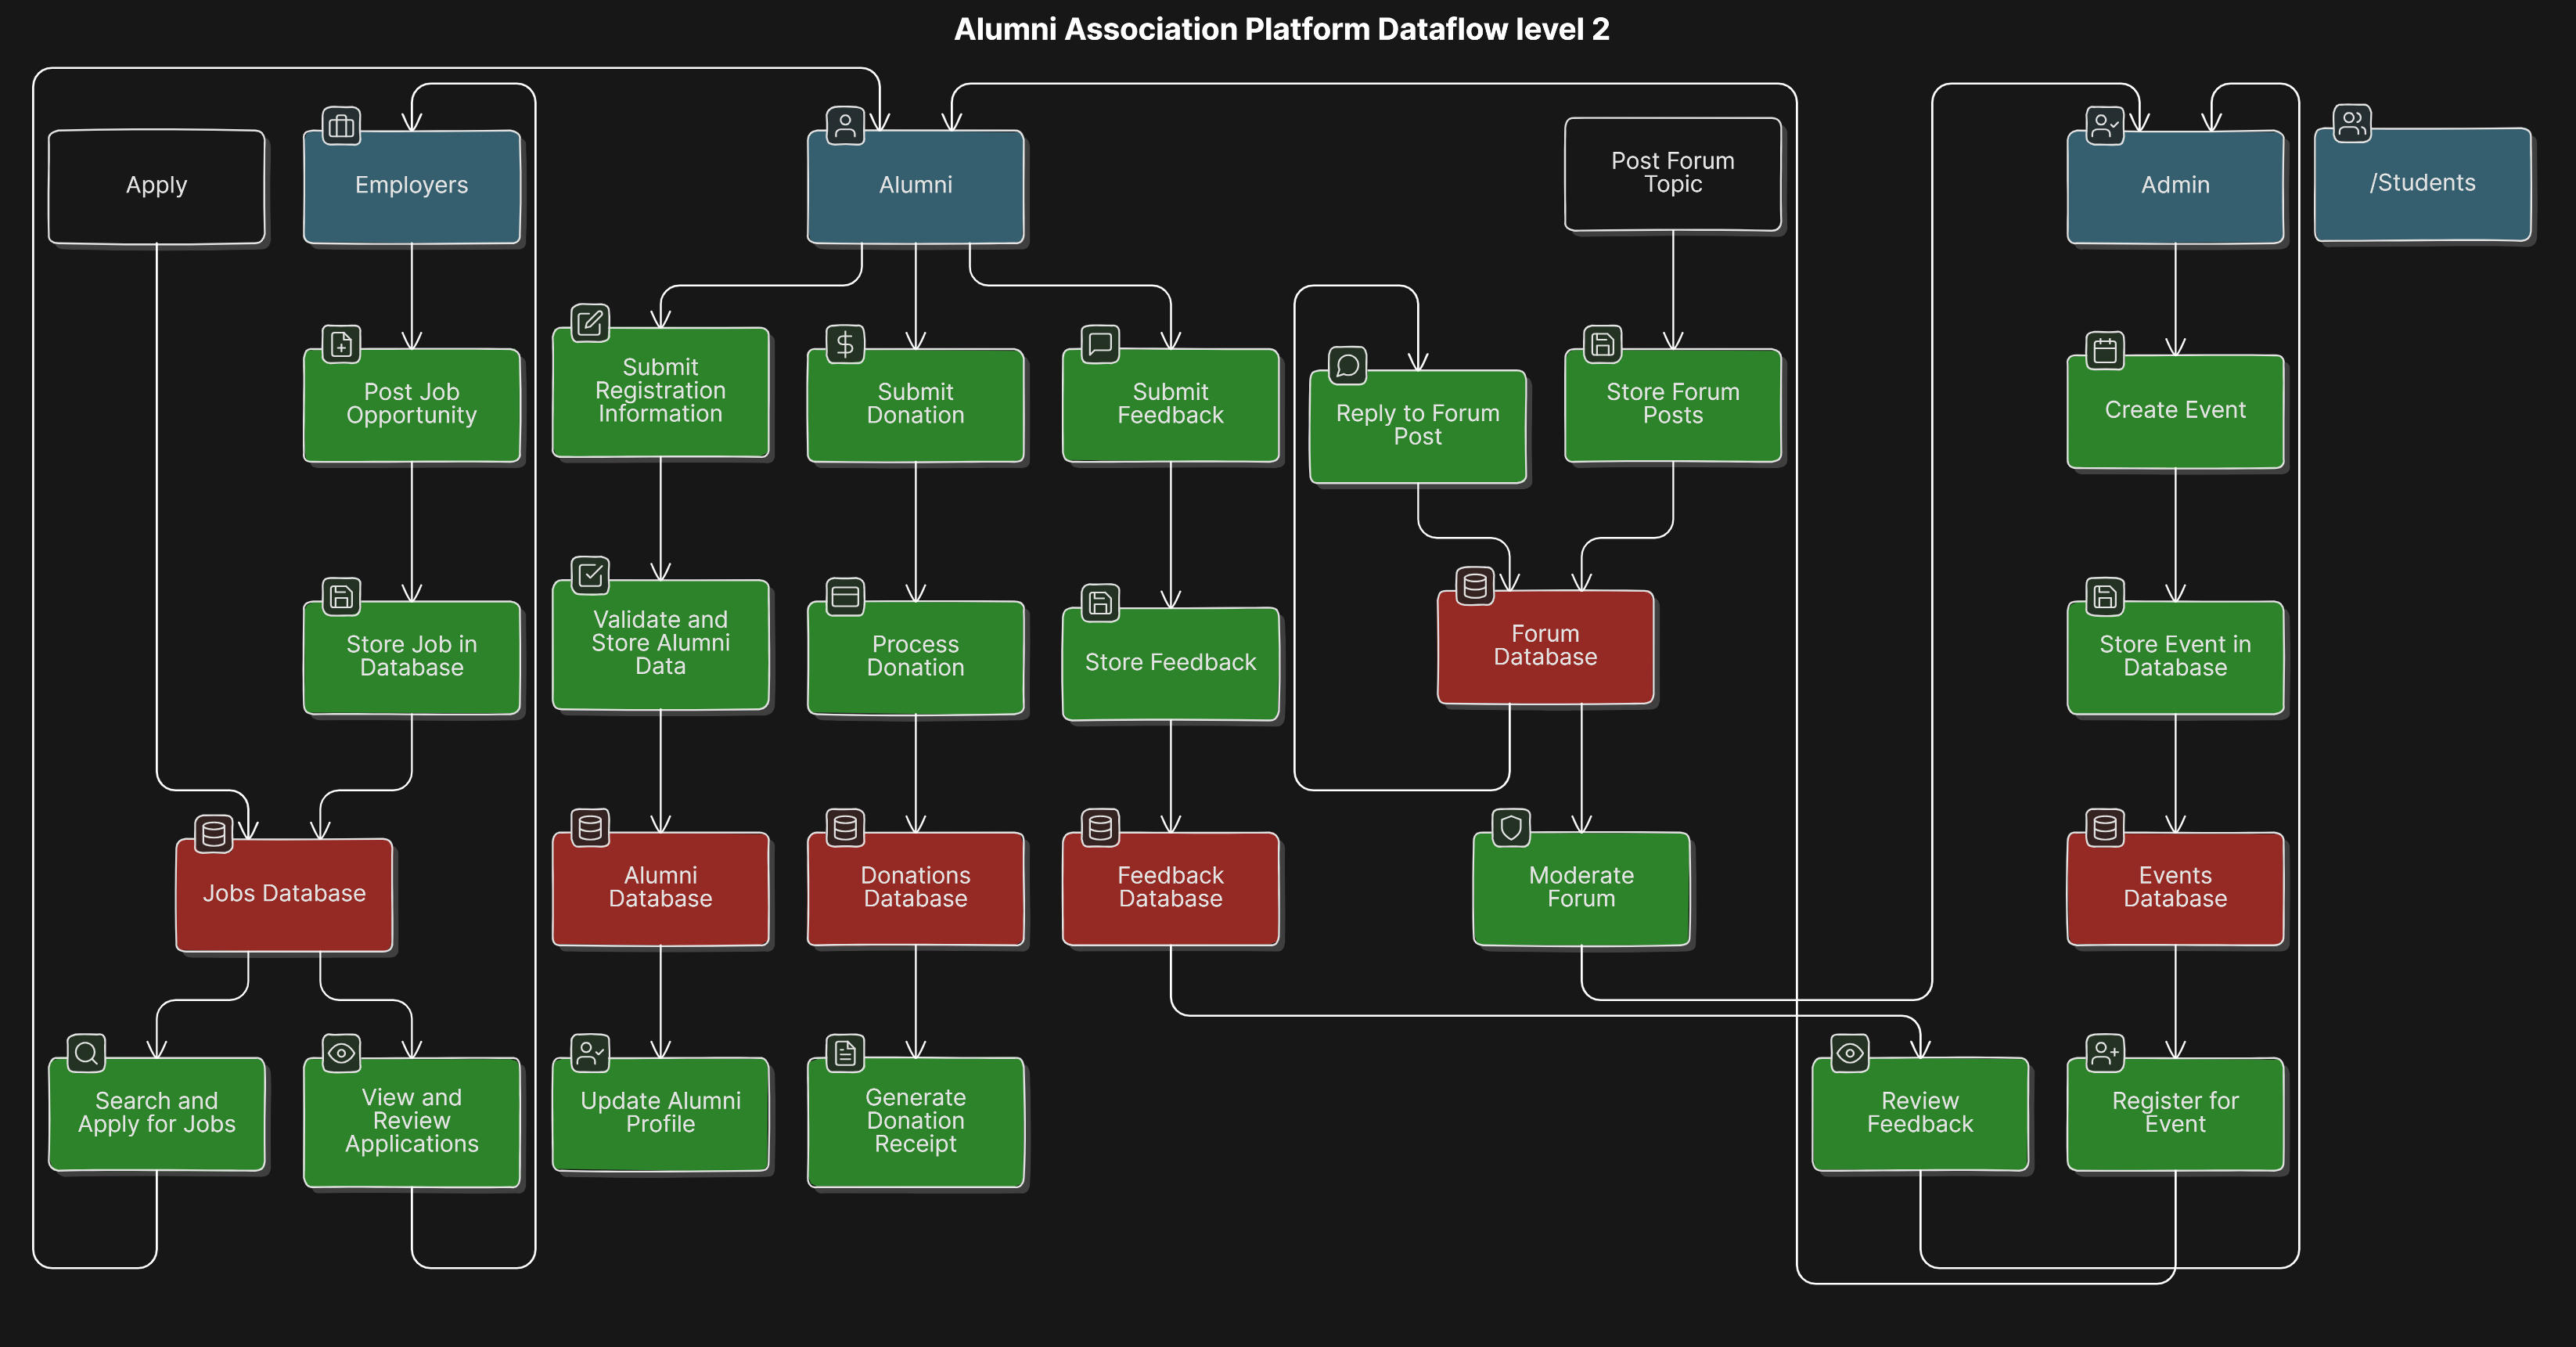 Alumni Association Platform Dataflow level 2
Apply
Employers
Alumni
Post Forum
Topic
Admin
/Students
Post Job
Opportunity
Submit
Registration
Information
Submit
Donation
Submit
Feedback
Reply to Forum
Post
Store Forum
Posts
Create Event
Store Job in
Database
Validate and
Store Alumni
Data
Process
Donation
Store Feedback
Forum
Database
Store Event in
Database
Jobs Database
Alumni
Database
Donations
Database
Feedback
Database
Moderate
Forum
Events
Database
Search and
Apply for Jobs
View and
Review
Applications
Update Alumni
Profile
Generate
Donation
Receipt
Review
Feedback
Register for
Event